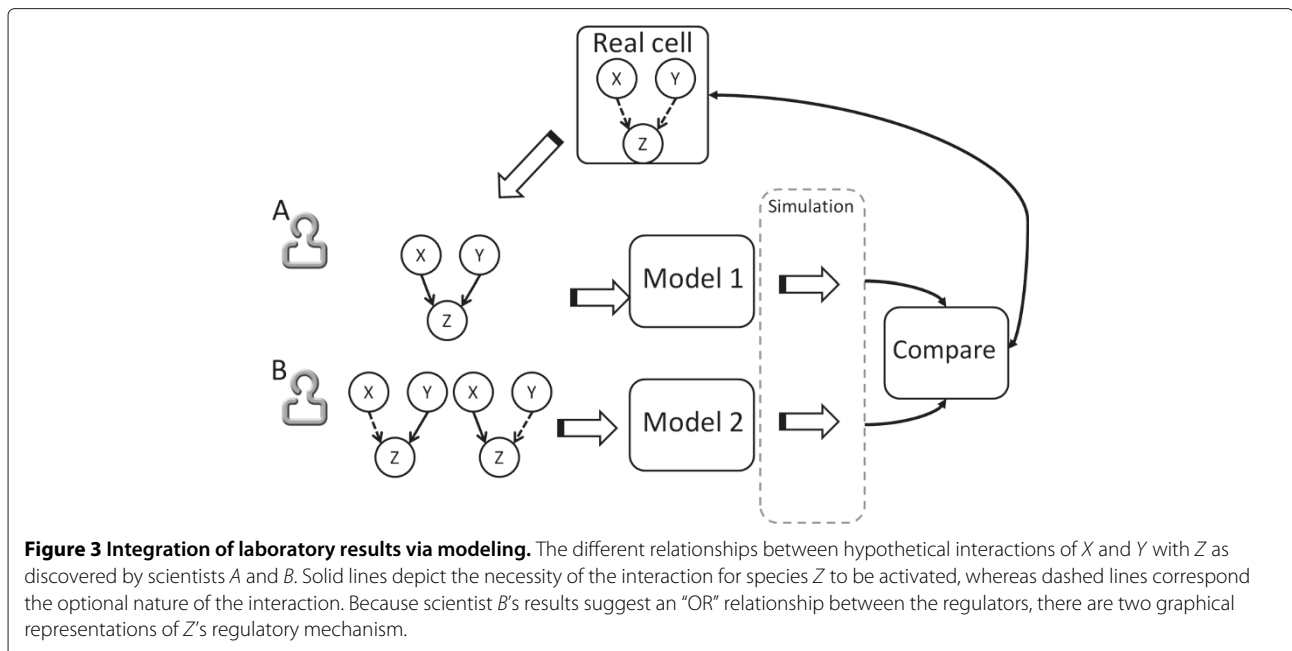 Real cell
X Y
Z
A
X Y
Z
Model 1
Simulation
Compare
B
X Y X Y
Z Z
Model 2
Figure 3 Integration of laboratory results via modeling. The different relationships between hypothetical interactions of X and Y with Z as
discovered by scientists A and B. Solid lines depict the necessity of the interaction for species Z to be activated, whereas dashed lines correspond
the optional nature of the interaction. Because scientist B’s results suggest an “OR” relationship between the regulators, there are two graphical
representations of Z’s regulatory mechanism.